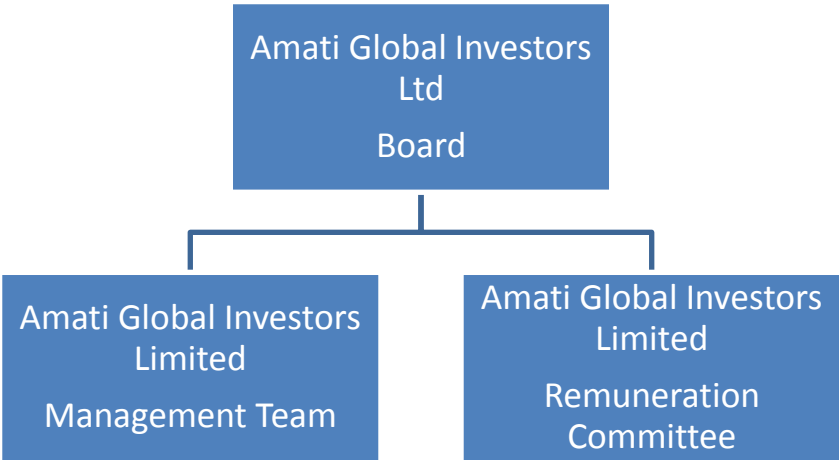 Amati Global Investors
Ltd
Board
Amati Global Investors
Limited
Management Team
Amati Global Investors
Limited
Remuneration
Committee